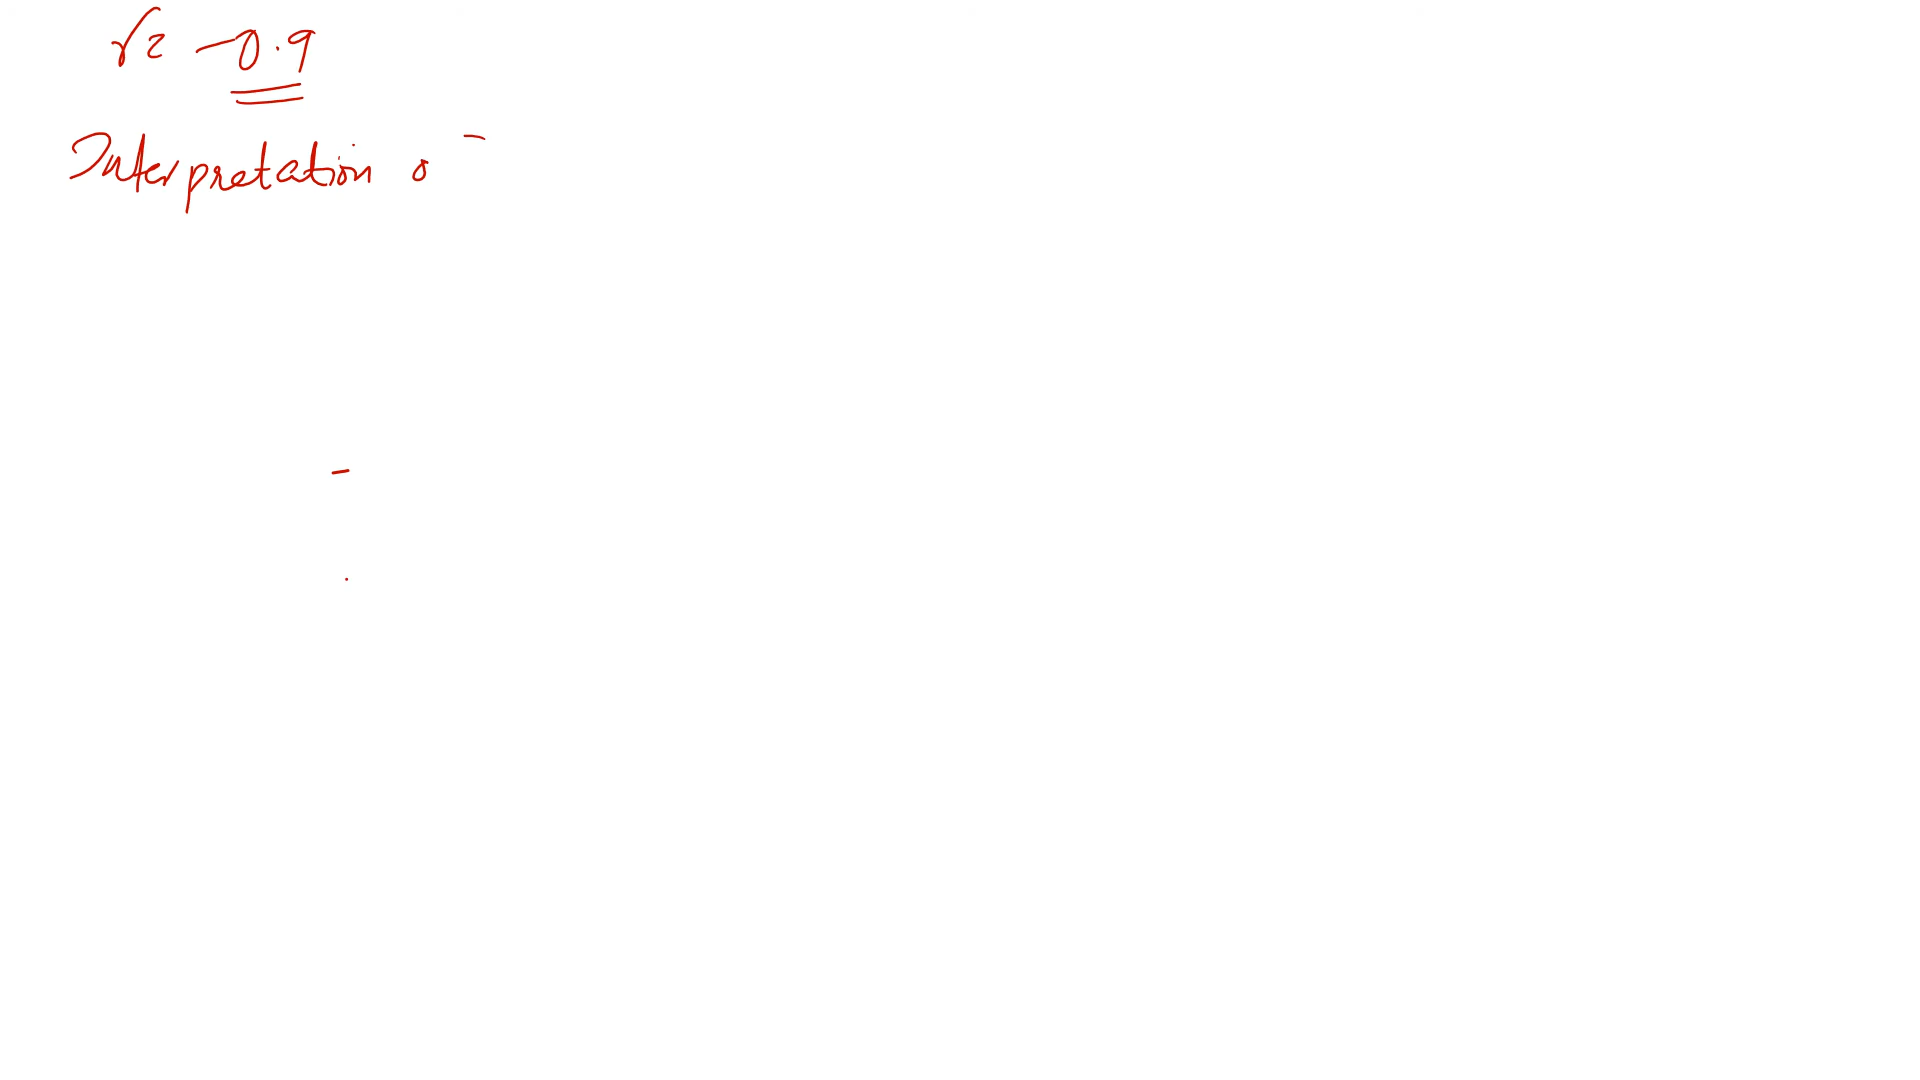 r= -0.9
Interpretation o